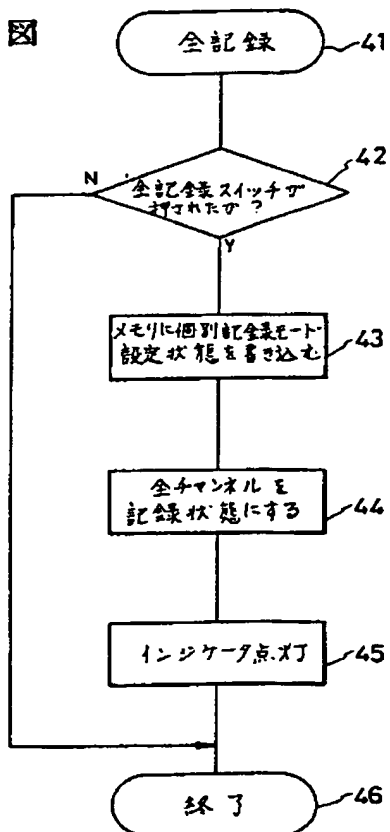 図
全記録
41
42
N
全記録スイッチが
押されたか？
Y
メモリに個別記録モード
設定状態を書き込む
43
全チャンネルを
記録状態にする
44
インジケータ点灯
45
終了
46